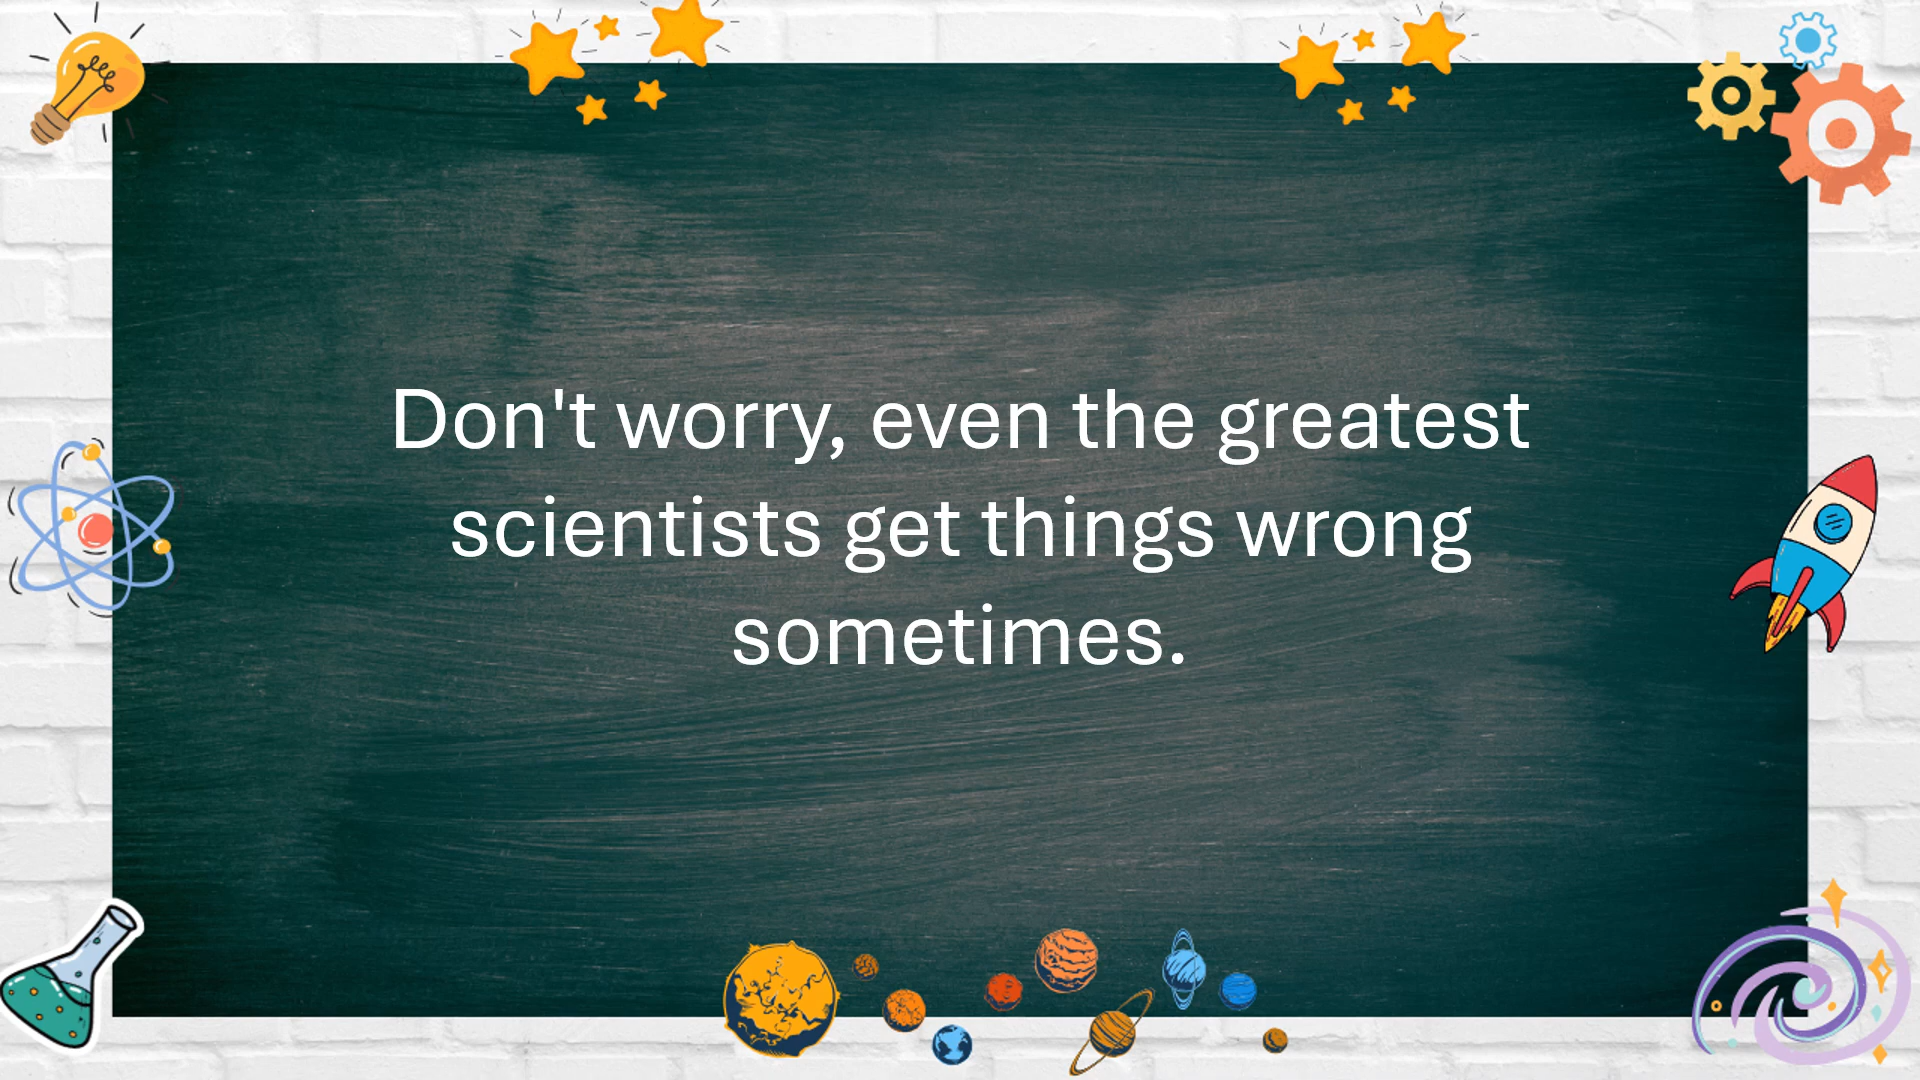 Don't worry, even the greatest
scientists get things wrong
sometimes.